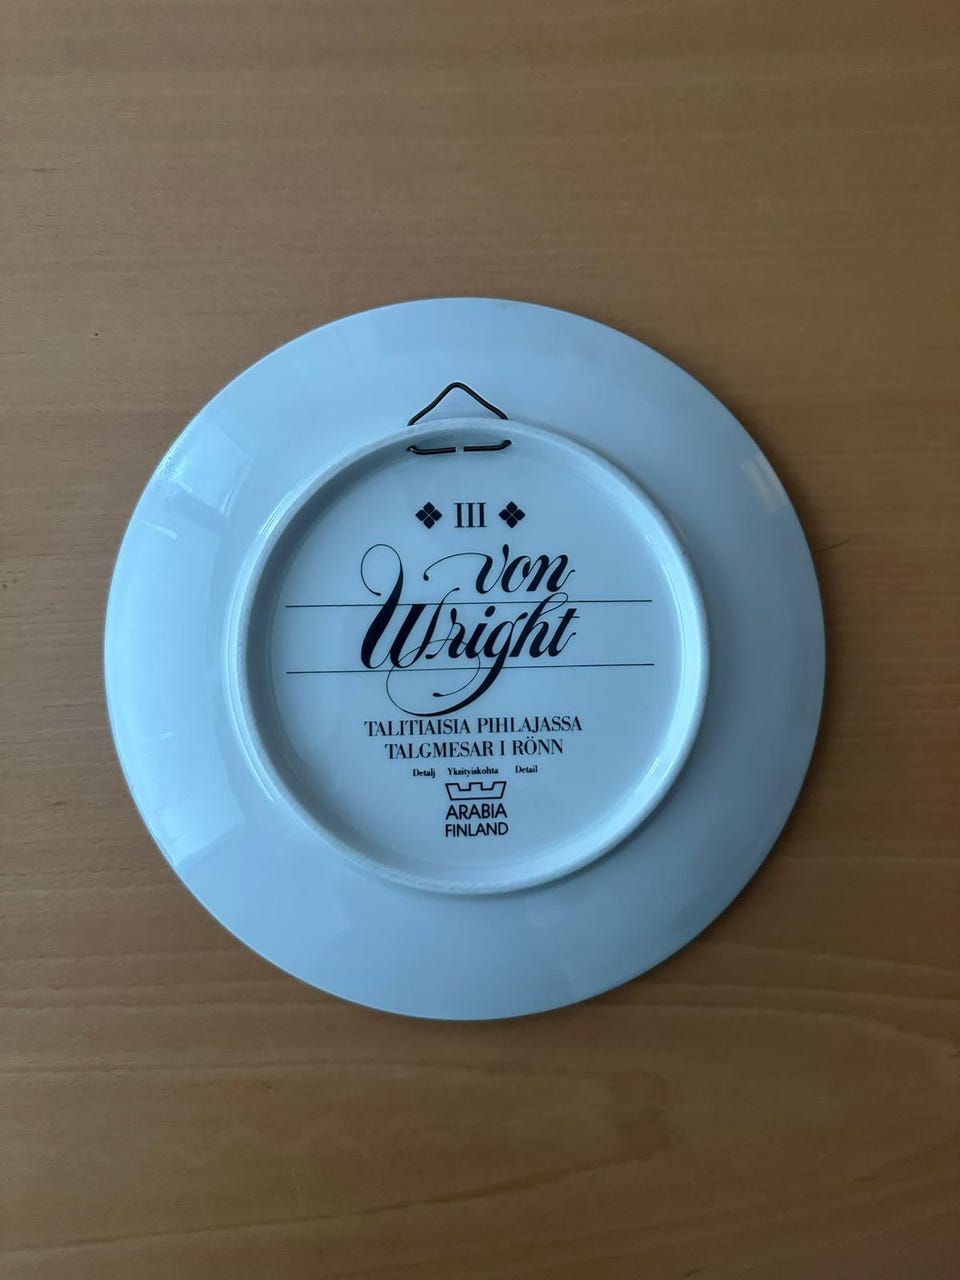 III
von
Wright
TALITIAISIA PIHLAJASSA
TALGMESAR I RÖNN
Detalj Yksityiskohta Detail
ARABIA
FINLAND